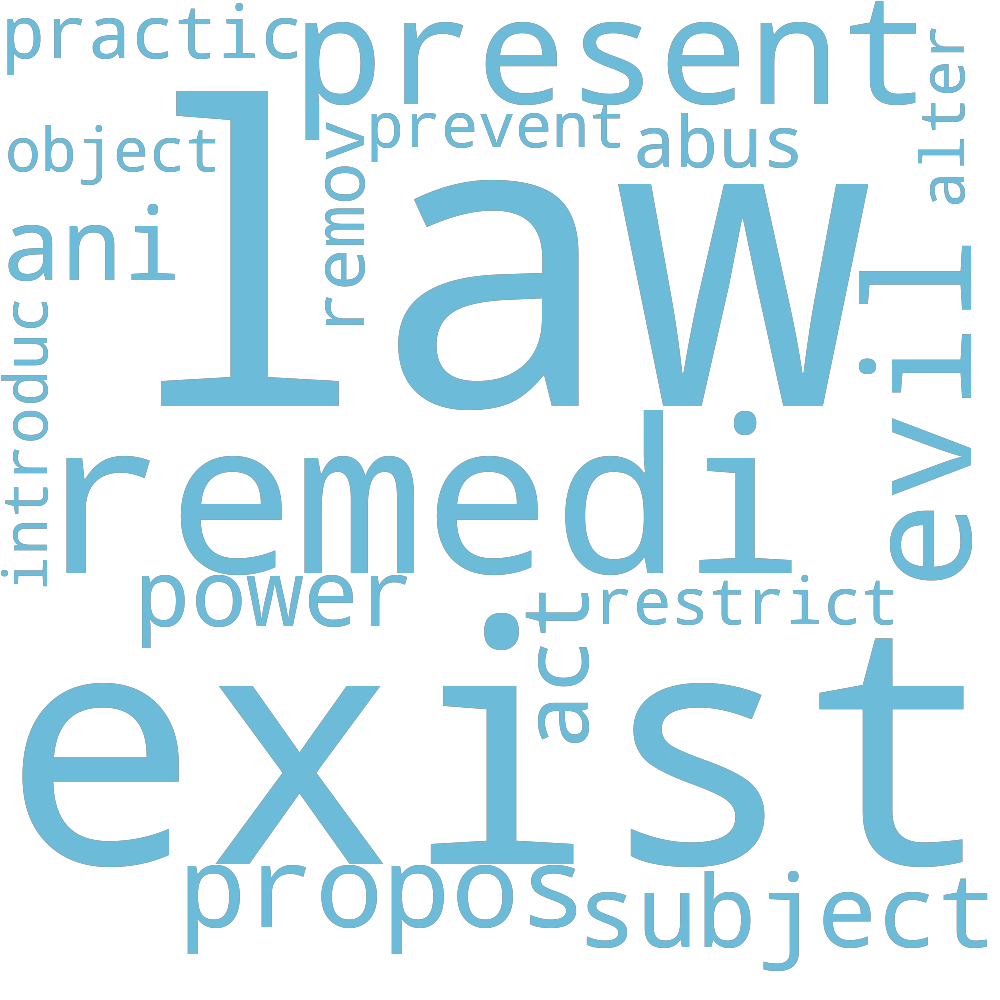 practic
present
alter
prevent
abus
object
remov
law
ani
evil
introduc
remedi
power
restrict
act
exist
propos
subject